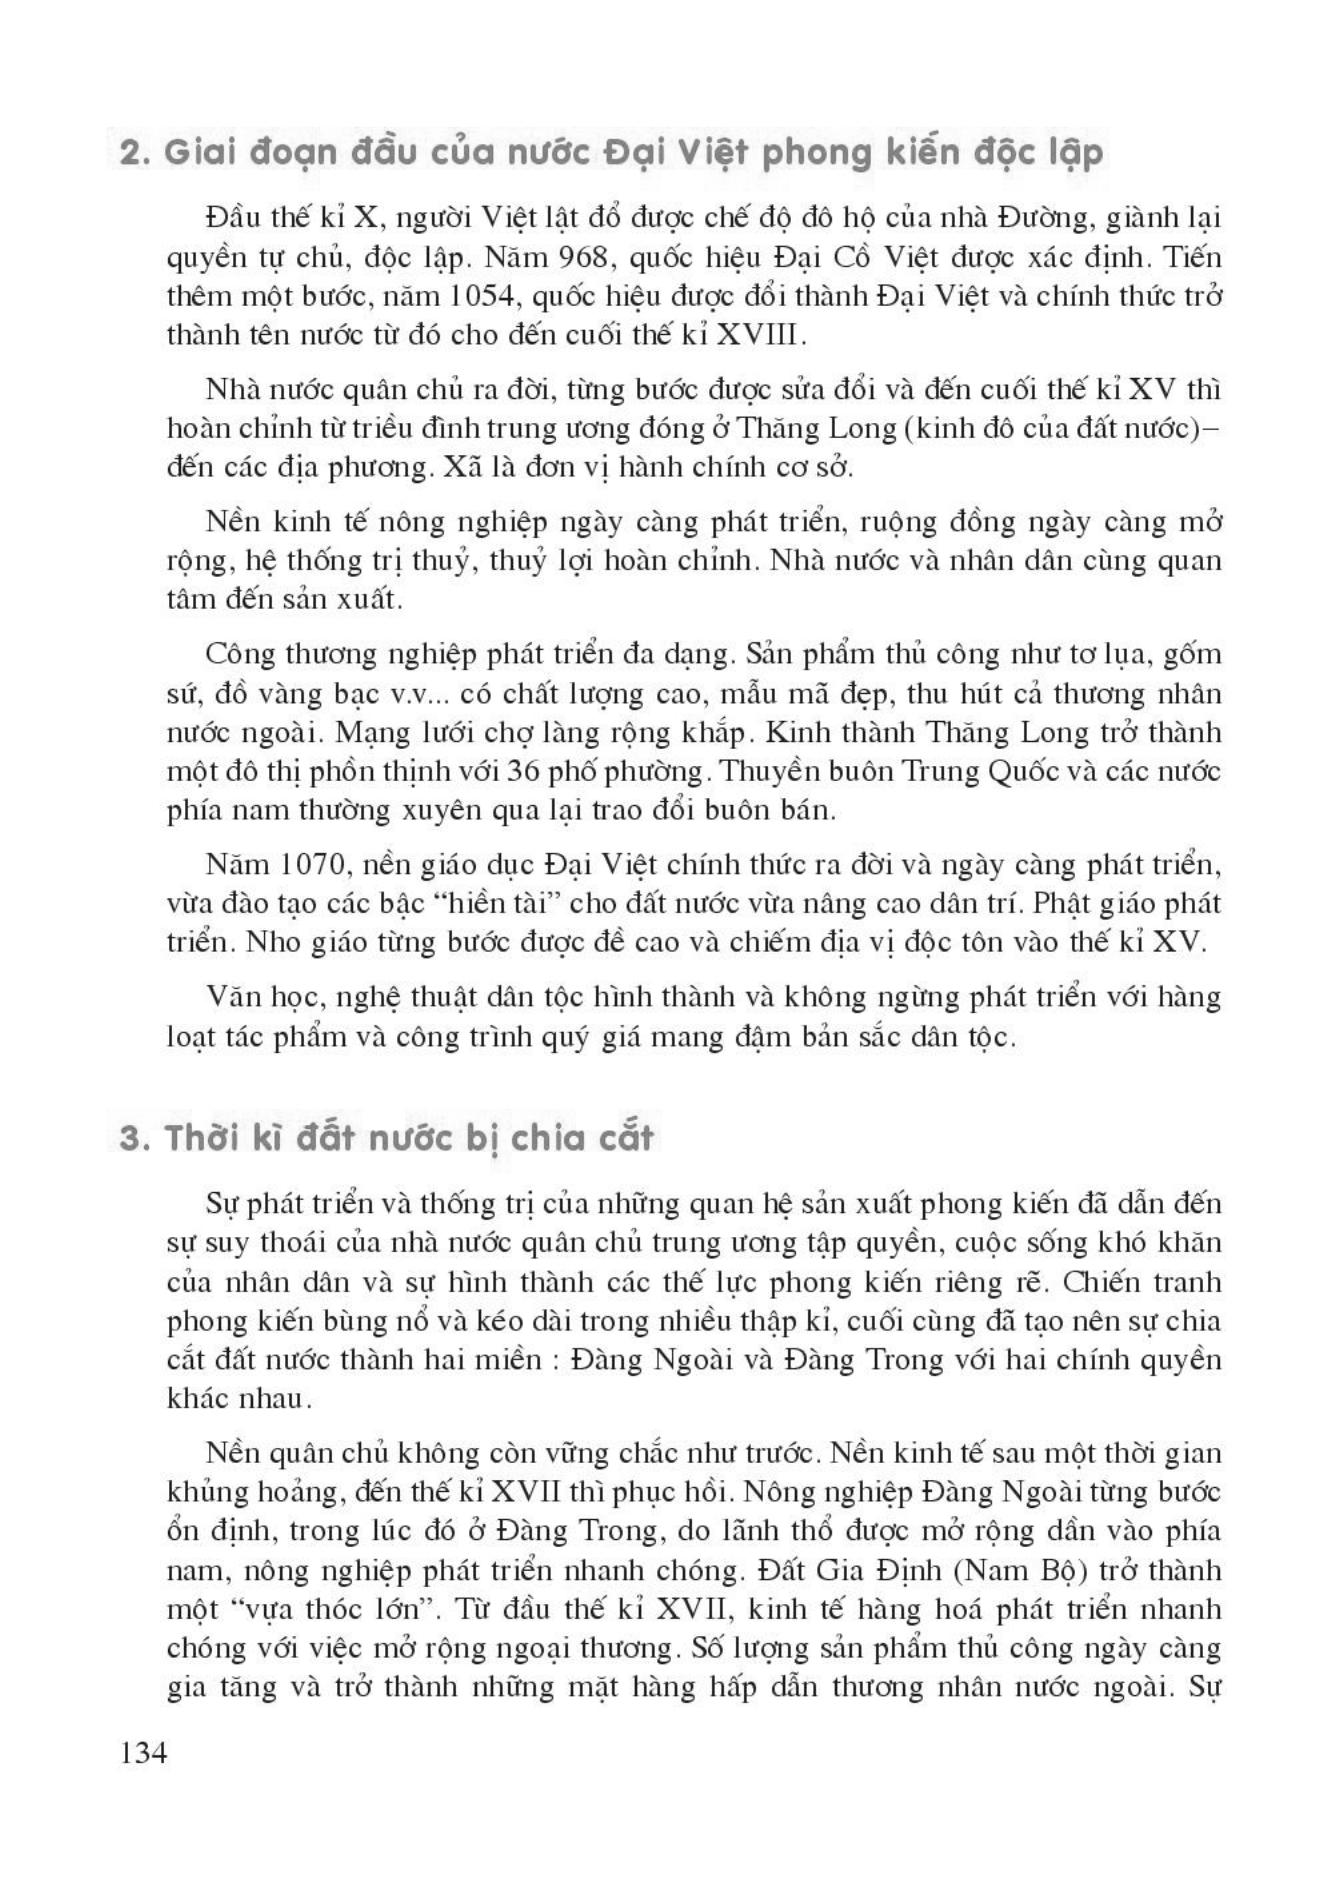 2. Giai đoạn đầu của nước Đại Việt phong kiến độc lập
Đầu thế kỉ X, người Việt lật đổ được chế độ đô hộ của nhà Đường, giành lại
quyền tự chủ, độc lập. Năm 968, quốc hiệu Đại Cồ Việt được xác định. Tiến
thêm một bước, năm 1054, quốc hiệu được đổi thành Đại Việt và chính thức trở
thành tên nước từ đó cho đến cuối thế kỉ XVIII.
Nhà nước quân chủ ra đời, từng bước được sửa đổi và đến cuối thế kỉ XV thì
hoàn chỉnh từ triều đình trung ương đóng ở Thăng Long (kinh đô của đất nước)–
đến các địa phương. Xã là đơn vị hành chính cơ sở.
Nền kinh tế nông nghiệp ngày càng phát triển, ruộng đồng ngày càng mở
rộng, hệ thống trị thuỷ, thuỷ lợi hoàn chỉnh. Nhà nước và nhân dân cùng quan
tâm đến sản xuất.
Công thương nghiệp phát triển đa dạng. Sản phẩm thủ công như tơ lụa, gốm
sứ, đồ vàng bạc v.v... có chất lượng cao, mẫu mã đẹp, thu hút cả thương nhân
nước ngoài. Mạng lưới chợ làng rộng khắp. Kinh thành Thăng Long trở thành
một đô thị phồn thịnh với 36 phố phường. Thuyền buôn Trung Quốc và các nước
phía nam thường xuyên qua lại trao đổi buôn bán.
Năm 1070, nền giáo dục Đại Việt chính thức ra đời và ngày càng phát triển,
vừa đào tạo các bậc “hiền tài” cho đất nước vừa nâng cao dân trí. Phật giáo phát
triển. Nho giáo từng bước được đề cao và chiếm địa vị độc tôn vào thế kỉ XV.
Văn học, nghệ thuật dân tộc hình thành và không ngừng phát triển với hàng
loạt tác phẩm và công trình quý giá mang đậm bản sắc dân tộc.
3. Thời kì đất nước bị chia cắt
Sự phát triển và thống trị của những quan hệ sản xuất phong kiến đã dẫn đến
sự suy thoái của nhà nước quân chủ trung ương tập quyền, cuộc sống khó khăn
của nhân dân và sự hình thành các thế lực phong kiến riêng rẽ. Chiến tranh
phong kiến bùng nổ và kéo dài trong nhiều thập kỉ, cuối cùng đã tạo nên sự chia
cắt đất nước thành hai miền : Đàng Ngoài và Đàng Trong với hai chính quyền
khác nhau.
Nền quân chủ không còn vững chắc như trước. Nền kinh tế sau một thời gian
khủng hoảng, đến thế kỉ XVII thì phục hồi. Nông nghiệp Đàng Ngoài từng bước
ổn định, trong lúc đó ở Đàng Trong, do lãnh thổ được mở rộng dần vào phía
nam, nông nghiệp phát triển nhanh chóng. Đất Gia Định (Nam Bộ) trở thành
một “vựa thóc lớn”. Từ đầu thế kỉ XVII, kinh tế hàng hoá phát triển nhanh
chóng với việc mở rộng ngoại thương. Số lượng sản phẩm thủ công ngày càng
gia tăng và trở thành những mặt hàng hấp dẫn thương nhân nước ngoài. Sự
134